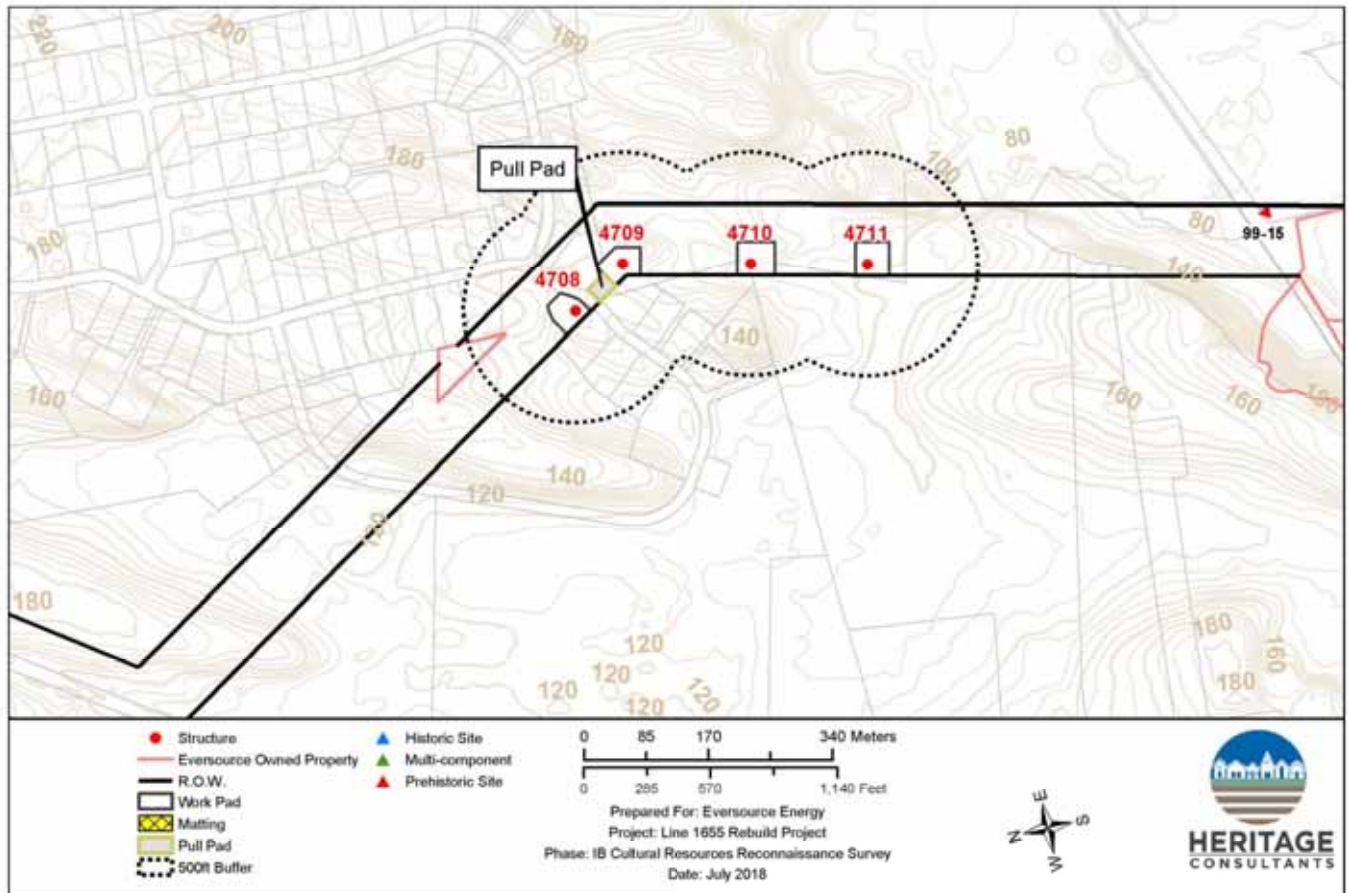 220
200
180
180
80
100
Pull Pad
180
80
99-15
4709
4710
4711
4708
140
140
160
160
160
140
120
120
180
120
120
120
120
120
180
160
180
Structure
Eversource Owned Property
R.O.W.
Work Pad
Matting
Pull Pad
500ft Buffer
Historic Site
Multi-component
Prehistoric Site
0 85 170 340 Meters
0 285 570 1,140 Feet
Prepared For: Eversource Energy
Project: Line 1655 Rebuild Project
Phase: IB Cultural Resources Reconnaissance Survey
Date: July 2018
N E S W
HERITAGE
CONSULTANTS